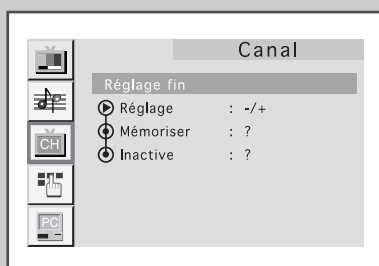 Canal
Réglage fin
Réglage : -/+
Mémoriser : ?
CH
Inactive : ?
PC